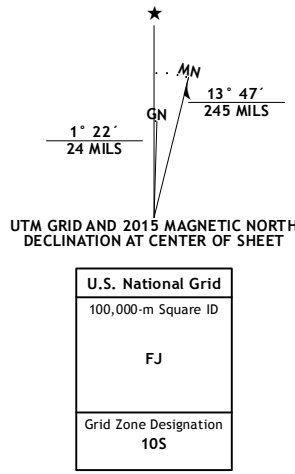 MN
GN
13° 47´
245 MILS
1° 22´
24 MILS
UTM GRID AND 2015 MAGNETIC NORTH
DECLINATION AT CENTER OF SHEET
U.S. National Grid
100,000-m Square ID
FJ
Grid Zone Designation
10S